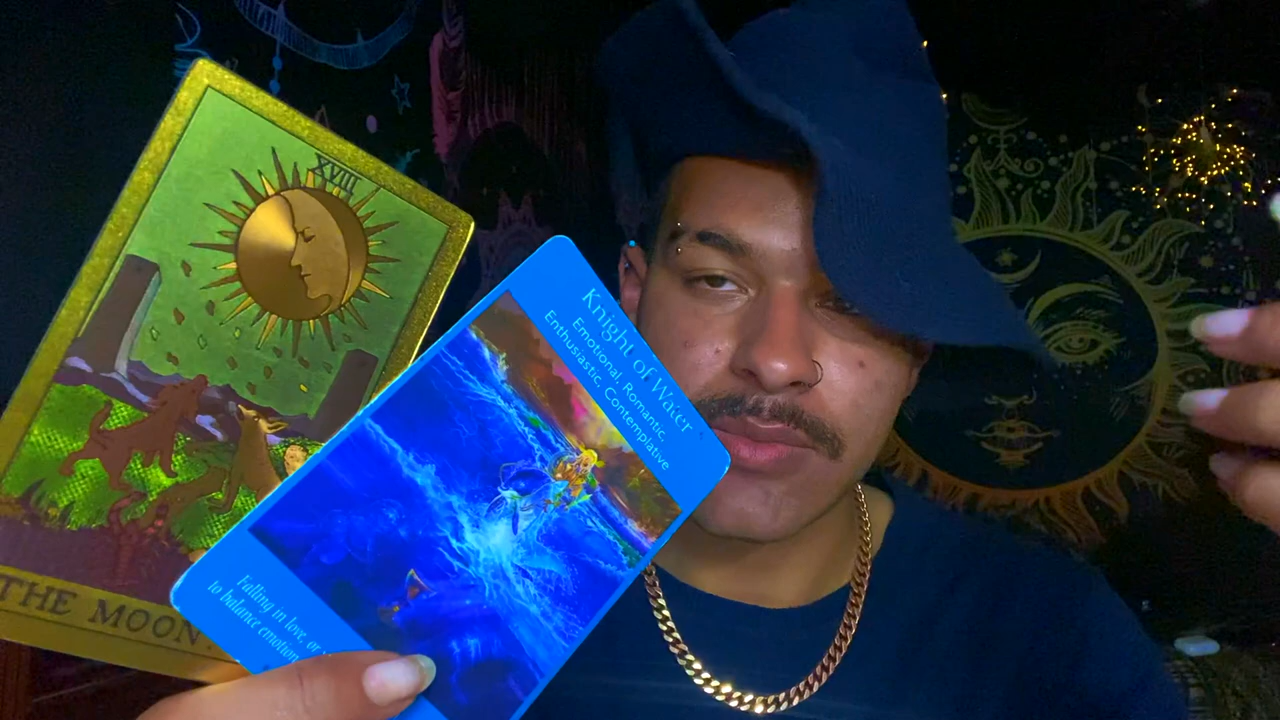 XVIII
THE MOON.
Knight of Water
Emotional, Romantic,
Enthusiastic, Contemplative
Falling in love, or
to balance emotion